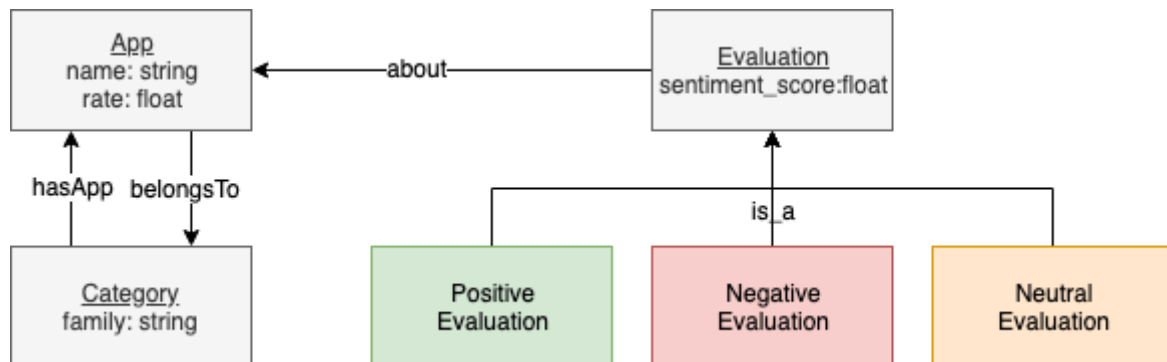 App
name: string
rate: float
about
Evaluation
sentiment_score:float
hasApp
belongsTo
is_a
Category
family: string
Positive
Evaluation
Negative
Evaluation
Neutral
Evaluation